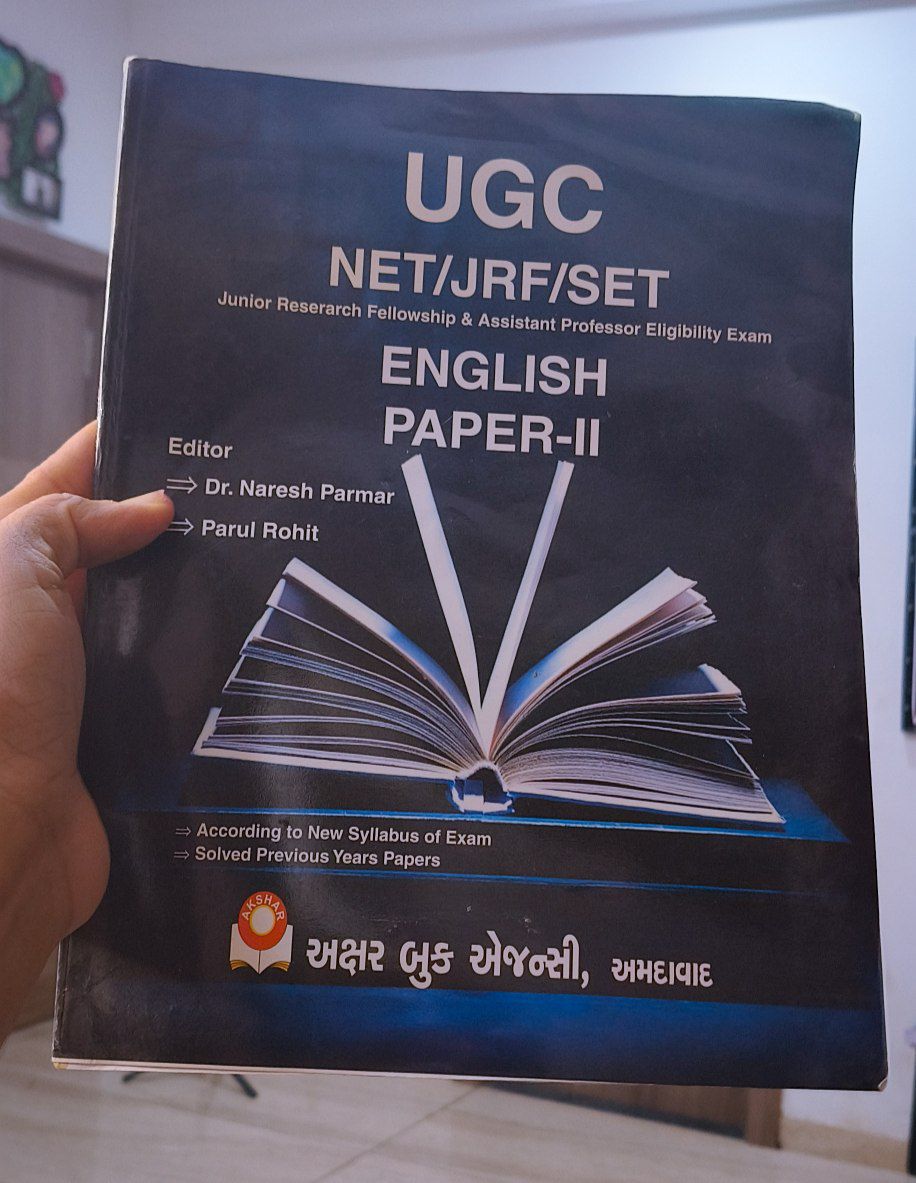 UGC
NET/JRF/SET
Junior Reserarch Fellowship & Assistant Professor Eligibility Exam
ENGLISH
PAPER-II
Editor
⇒ Dr. Naresh Parmar
⇒ Parul Rohit
⇒ According to New Syllabus of Exam
⇒ Solved Previous Years Papers
AKSHAR
અક્ષર બુક એજન્સી, અમદાવાદ